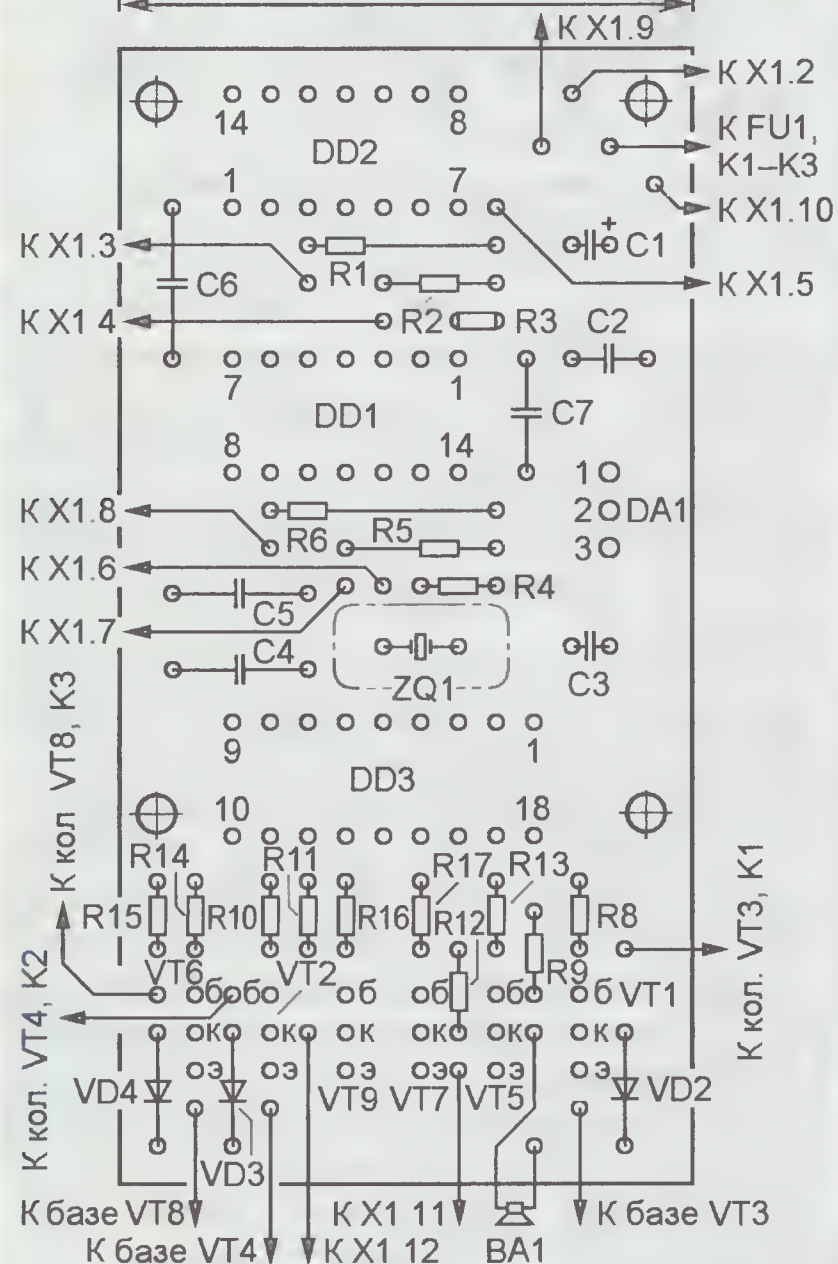 К X1.9
К X1.2
14 8
DD2
К FU1,
К1–К3
1 7
К X1.10
К X1.3
+
C1
R1
C6
К X1.5
К X1 4
R2 R3 C2
7 1
DD1
C7
8 14
1
К X1.8
2 DA1
R6 R5
3
К X1.6
R4
C5
К X1.7
C4
ZQ1
C3
К кол VT8, К3
9 1
DD3
10 18
R14 R11 R17 R13
R15 R10 R16 R12 R8
R9
К кол. VT3, К1
К кол. VT4, К2
VT6 VT2
б б б б б б VT1
к к к к к к
э э э э э э
VD4 VT9 VT7 VT5 VD2
VD3
К базе VT8 К X1 11 К базе VT3
К базе VT4 К X1 12 BA1